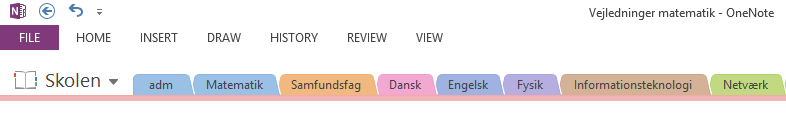 Vejledninger matematik - OneNote
FILE HOME INSERT DRAW HISTORY REVIEW VIEW
Skolen adm Matematik Samfundsfag Dansk Engelsk Fysik Informationsteknologi Netværk